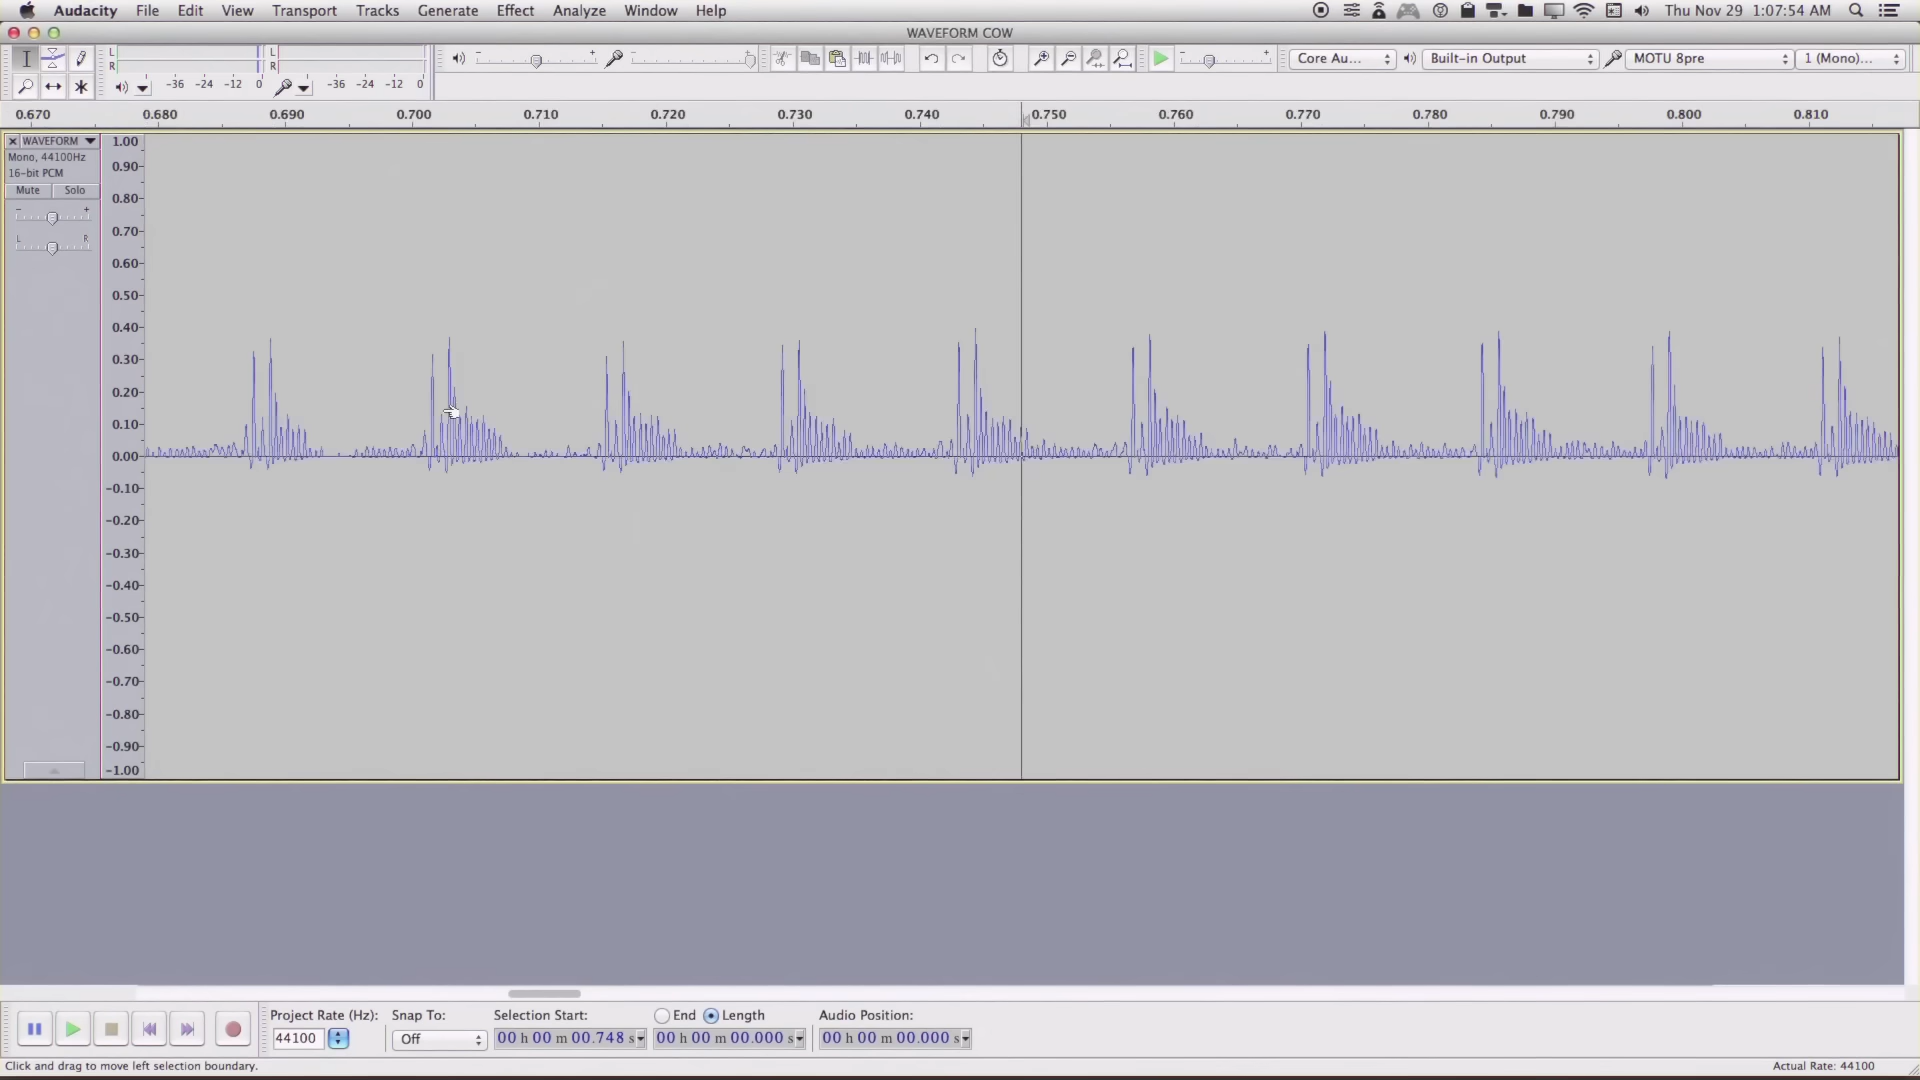 Audacity File Edit View Transport Tracks Generate Effect Analyze Window Help Thu Nov 29 1:07:54 AM
WAVEFORM COW
L R L R
-36 -24 -12 0 -36 -24 -12 0
Core Au... Built-in Output MOTU 8pre 1 (Mono)...
0.670 0.680 0.690 0.700 0.710 0.720 0.730 0.740 0.750 0.760 0.770 0.780 0.790 0.800 0.810
WAVEFORM
Mono, 44100Hz
16-bit PCM
Mute Solo
- +
L R
1.00
0.90
0.80
0.70
0.60
0.50
0.40
0.30
0.20
0.10
0.00
-0.10
-0.20
-0.30
-0.40
-0.50
-0.60
-0.70
-0.80
-0.90
-1.00
Project Rate (Hz): Snap To: Selection Start: End Length Audio Position:
44100 Off 00 h 00 m 00.748 s 00 h 00 m 00.000 s 00 h 00 m 00.000 s
Click and drag to move left selection boundary. Actual Rate: 44100